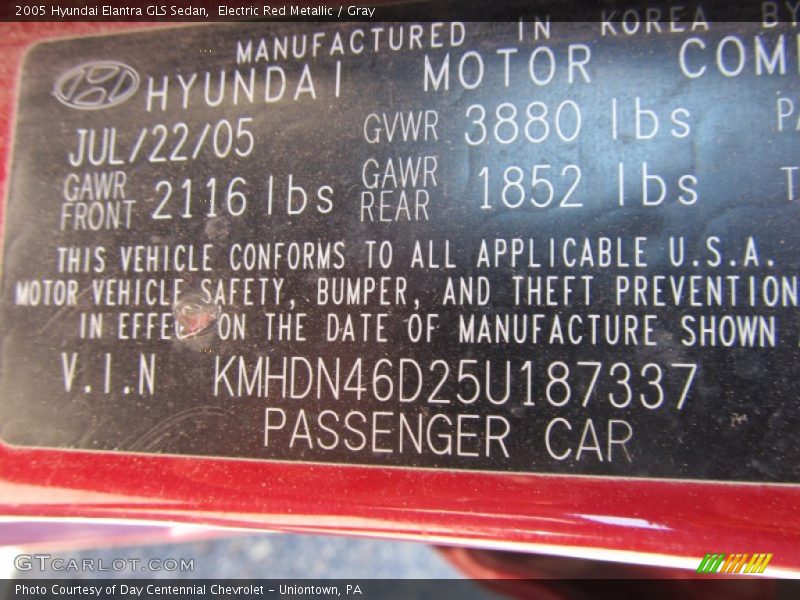 2005 Hyundai Elantra GLS Sedan, Electric Red Metallic / Gray
MANUFACTURED IN KOREA BY
HYUNDAI MOTOR
JUL/22/05 GVWR 3880 lbs
GAWR FRONT 2116 lbs GAWR REAR 1852 lbs
THIS VEHICLE CONFORMS TO ALL APPLICABLE U.S.A.
MOTOR VEHICLE SAFETY, BUMPER, AND THEFT PREVENTION
IN ON THE DATE OF MANUFACTURE SHOWN
V.I.N KMHDN46D25U187337
PASSENGER CAR
GTCARLOT.COM
Photo Courtesy of Day Centennial Chevrolet - Uniontown, PA